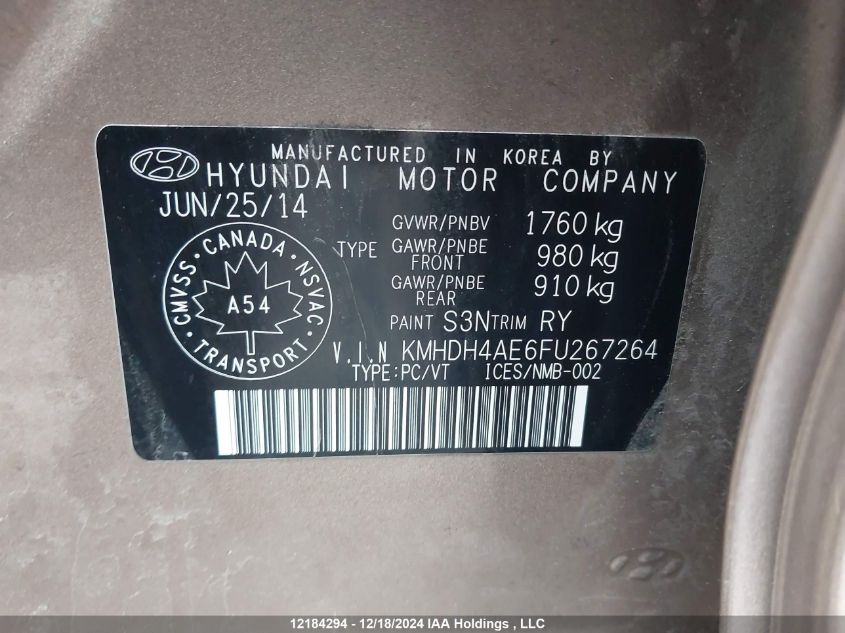 MANUFACTURED IN KOREA BY
HYUNDAI MOTOR COMPANY
JUN/25/14
GVWR/PNBV 1760 kg
TYPE GAWR/PNBE FRONT 980 kg
GAWR/PNBE REAR 910 kg
CMVSS · CANADA · NSVAC · TRANSPORT ·
A54
PAINT S3N TRIM RY
V.I.N KMHDH4AE6FU267264
TYPE:PC/VT ICES/NMB-002
12184294 - 12/18/2024 IAA Holdings , LLC